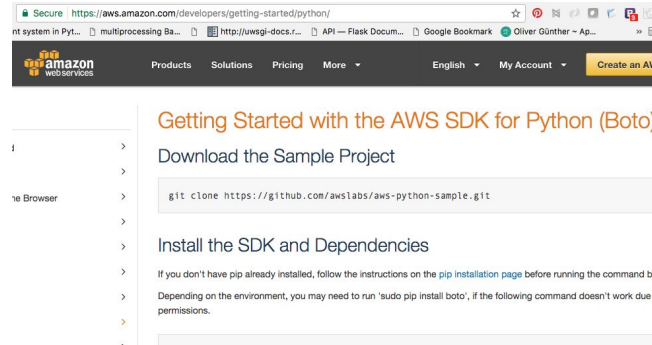 Secure https://aws.amazon.com/developers/getting-started/python/
nt system in Pyt... multiprocessing Ba... http://uwsgi-docs.r... API — Flask Docum... Google Bookmark Oliver Günther ~ Ap... »
amazon
webservices
Products Solutions Pricing More English My Account Create an AW
Getting Started with the AWS SDK for Python (Boto)
Download the Sample Project
git clone https://github.com/awslabs/aws-python-sample.git
ne Browser
Install the SDK and Dependencies
If you don't have pip already installed, follow the instructions on the pip installation page before running the command b
Depending on the environment, you may need to run 'sudo pip install boto', if the following command doesn't work due
permissions.